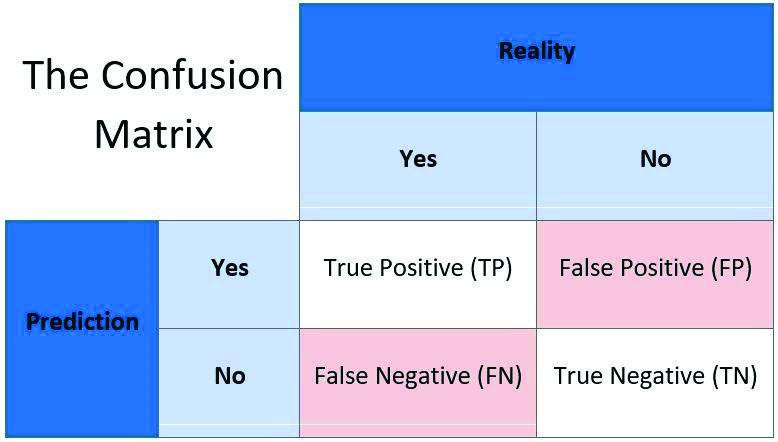 The Confusion
Matrix
Reality
Yes
No
Prediction
Yes
True Positive (TP)
False Positive (FP)
No
False Negative (FN)
True Negative (TN)